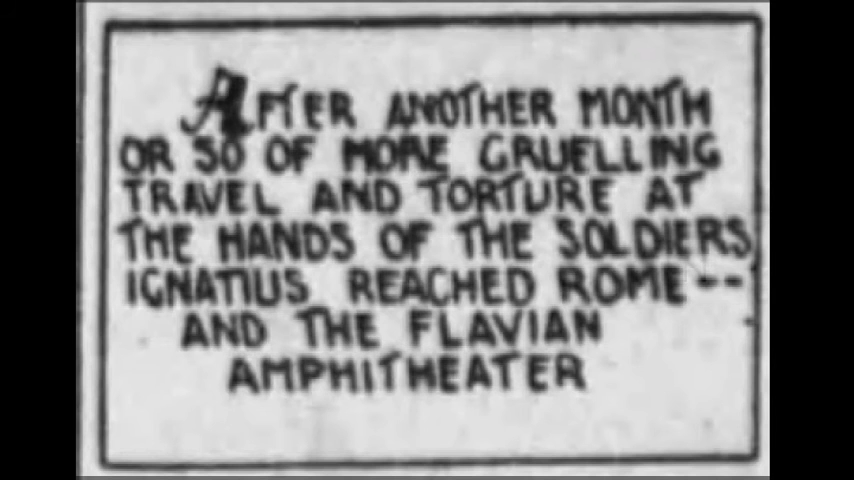 AFTER ANOTHER MONTH
OR SO OF MORE GRUELLING
TRAVEL AND TORTURE AT
THE HANDS OF THE SOLDIERS
IGNATIUS REACHED ROME--
AND THE FLAVIAN
AMPHITHEATER